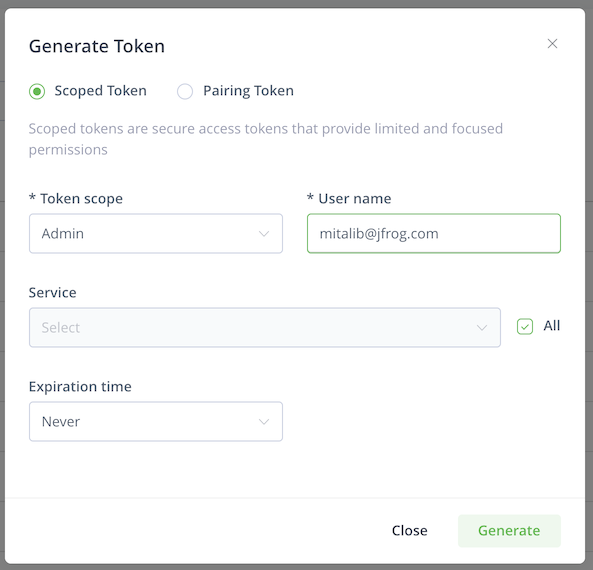 Generate Token
Scoped Token
Pairing Token
Scoped tokens are secure access tokens that provide limited and focused
permissions
* Token scope
* User name
Admin
mitalib@jfrog.com
Service
Select
All
Expiration time
Never
Close
Generate